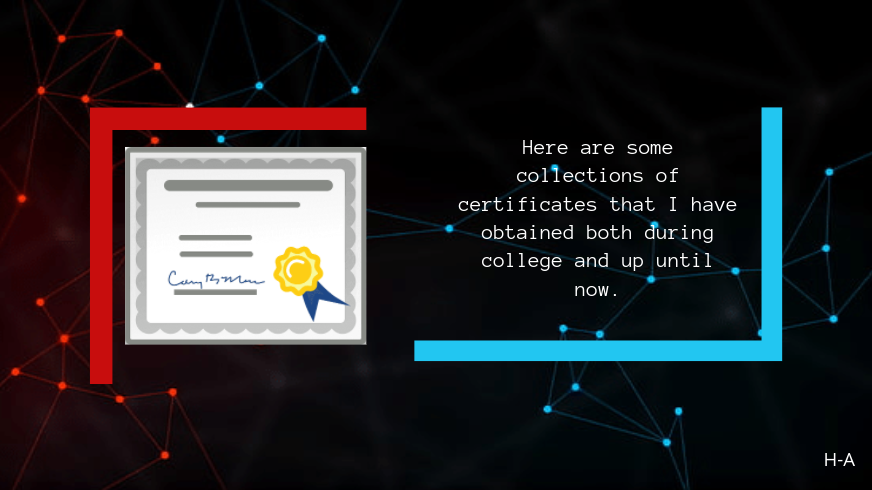 Here are some
collections of
certificates that I have
obtained both during
college and up until
now.
H-A